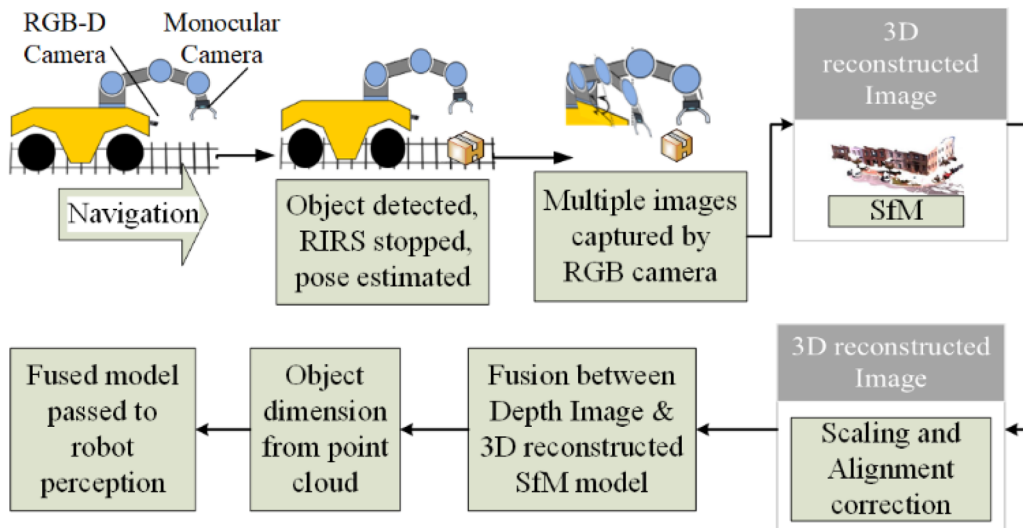 RGB-D
Camera
Monocular
Camera
Navigation
Object detected,
RIRS stopped,
pose estimated
Multiple images
captured by
RGB camera
3D
reconstructed
Image
SfM
3D reconstructed
Image
Scaling and
Alignment
correction
Fusion between
Depth Image &
3D reconstructed
SfM model
Object
dimension
from point
cloud
Fused model
passed to
robot
perception